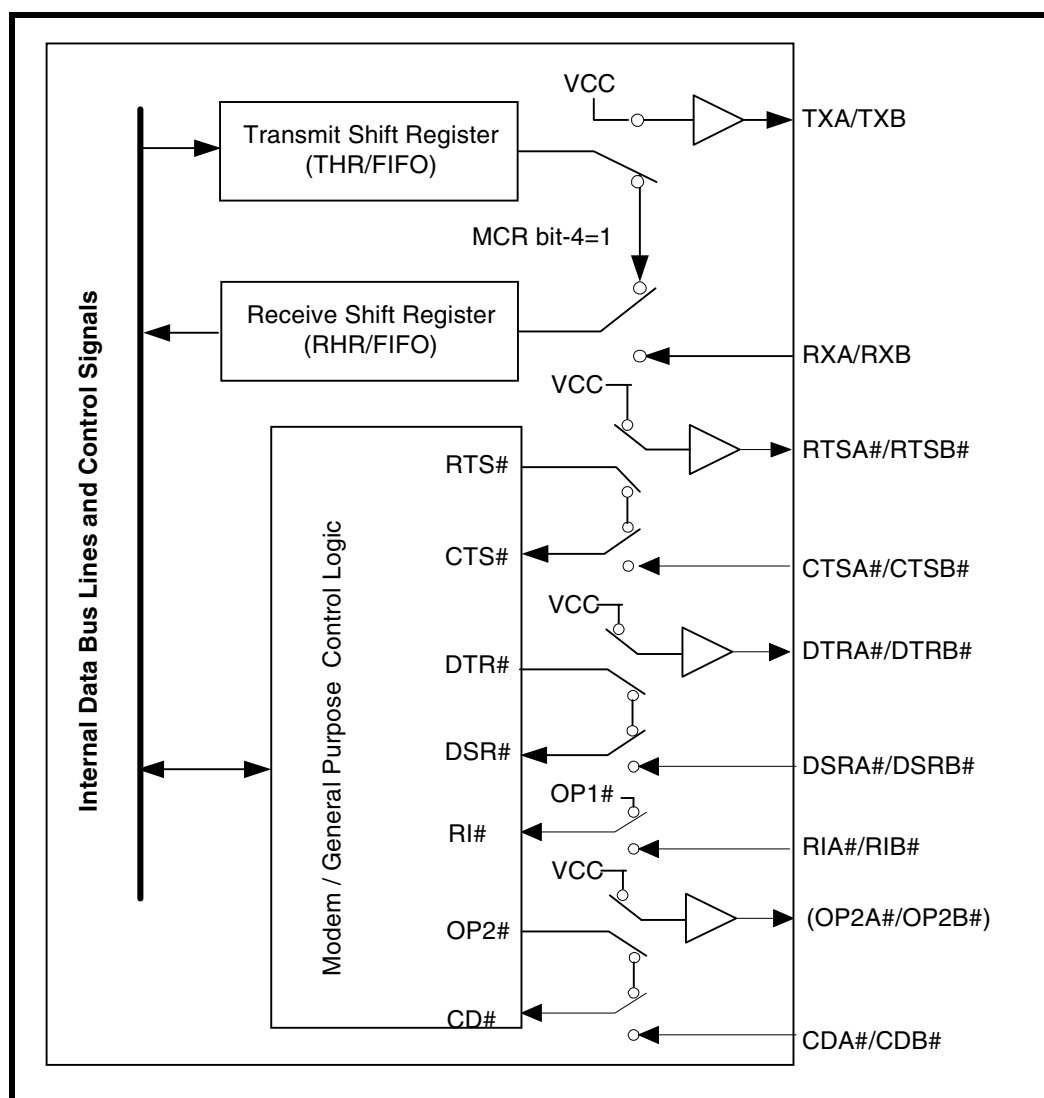 VCC
TXA/TXB
Transmit Shift Register
(THR/FIFO)
MCR bit-4=1
Receive Shift Register
(RHR/FIFO)
RXA/RXB
VCC
RTSA#/RTSB#
RTS#
CTS#
CTSA#/CTSB#
VCC
DTRA#/DTRB#
DTR#
DSR#
DSRA#/DSRB#
OP1#
RI#
RIA#/RIB#
VCC
(OP2A#/OP2B#)
OP2#
CD#
CDA#/CDB#
Internal Data Bus Lines and Control Signals
Modem / General Purpose Control Logic